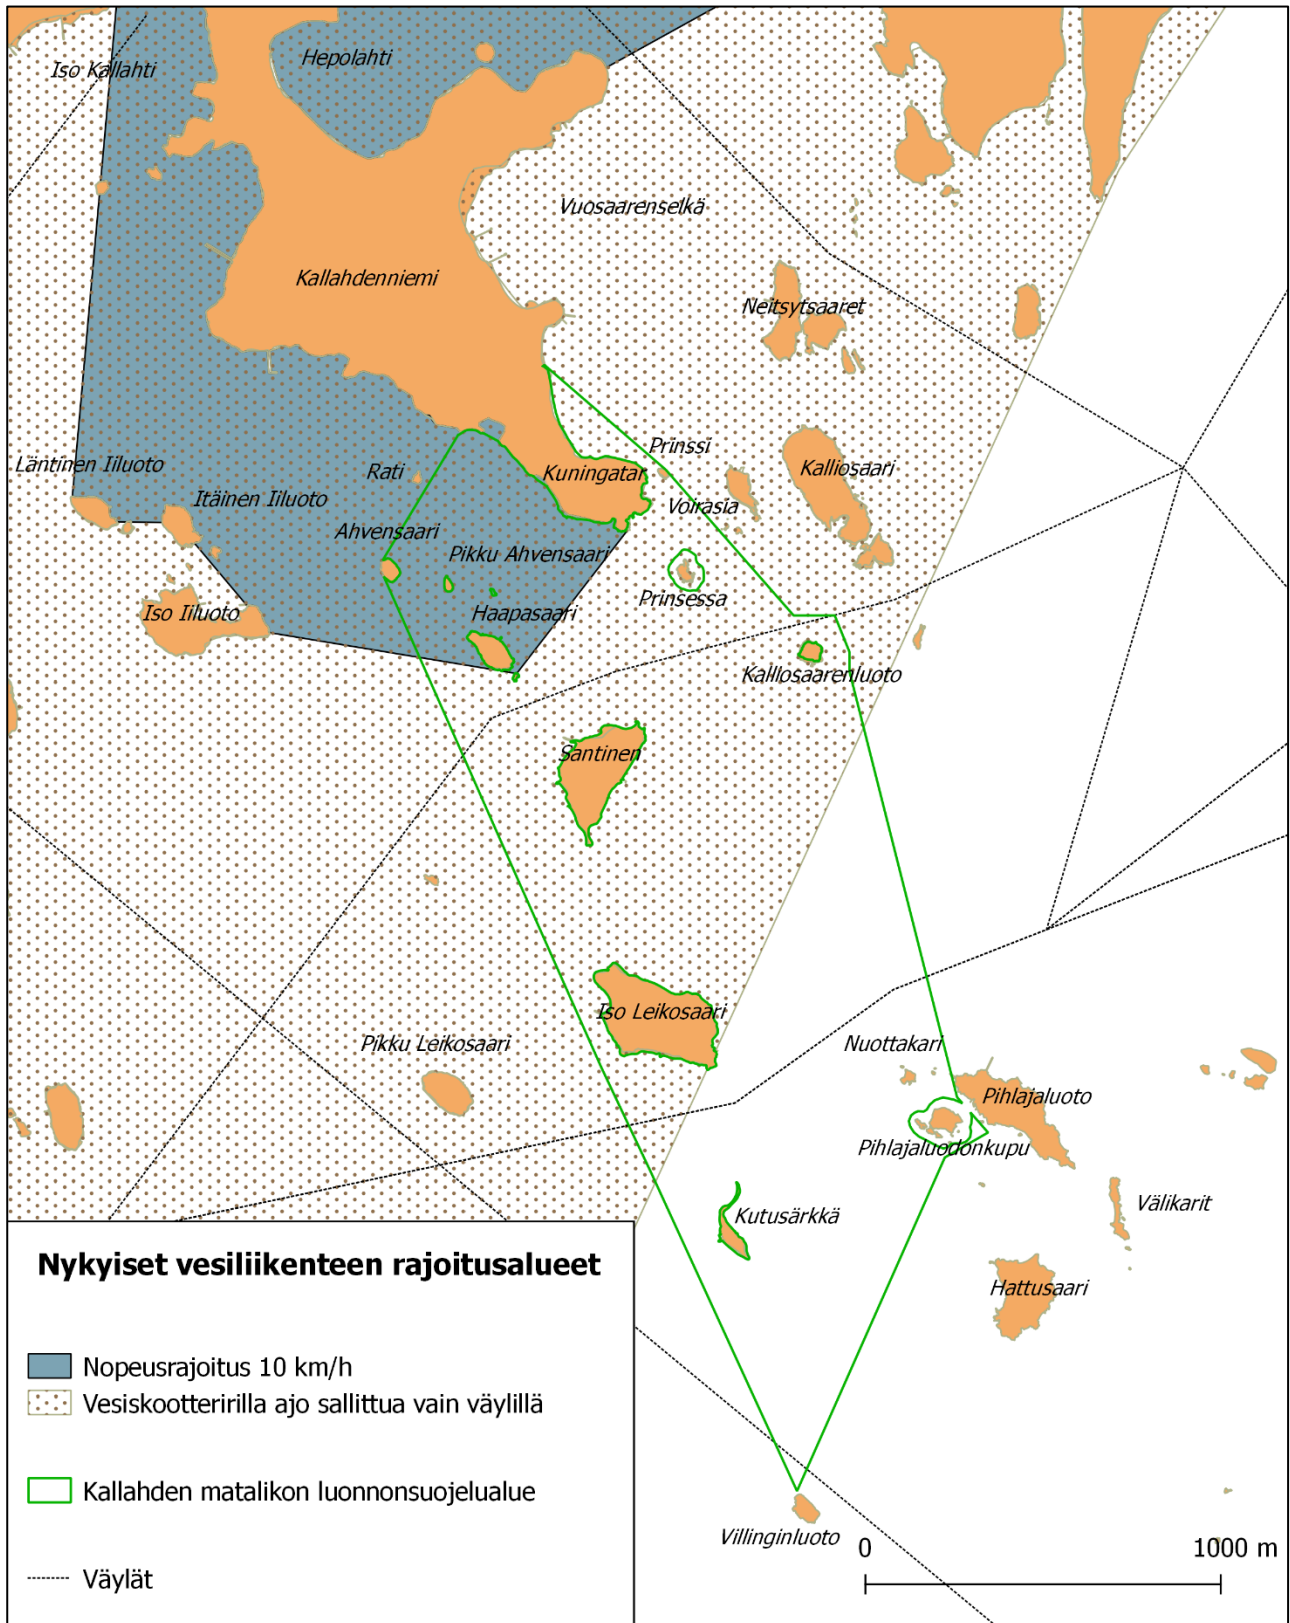 Hepolahti
Iso Kallahti
Vuosaarenselkä
Kallahdenniemi
Neitsytsaaret
Prinssi
Läntinen Iiluoto
Rati
Kuningatar
Kalliosaari
Itäinen Iiluoto
Voirasia
Ahvensaari
Pikku Ahvensaari
Prinsessa
Iso Iiluoto
Haapasaari
Kalliosaarenluoto
Santinen
Iso Leikosaari
Pikku Leikosaari
Nuottakari
Pihlajaluoto
Pihlajaluodonkupu
Välikarit
Kutusärkkä
Hattusaari
Villinginluoto
Nykyiset vesiliikenteen rajoitusalueet
Nopeusrajoitus 10 km/h
Vesiskootteririlla ajo sallittua vain väylillä
Kallahden matalikon luonnonsuojelualue
Väylät
0 1000 m